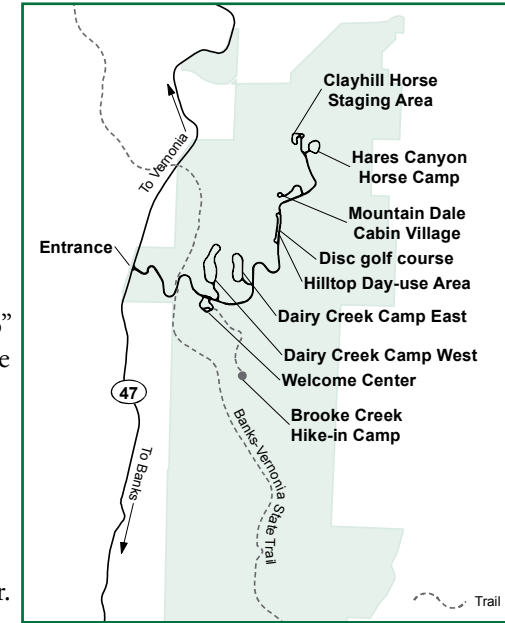 Clayhill Horse
Staging Area
Hares Canyon
Horse Camp
To Vernonia
Mountain Dale
Cabin Village
Entrance
Disc golf course
Hilltop Day-use Area
Dairy Creek Camp East
”
e
Dairy Creek Camp West
Welcome Center
47
Brooke Creek
Hike-in Camp
To Banks
Banks-Vernonia State Trail
r.
Trail